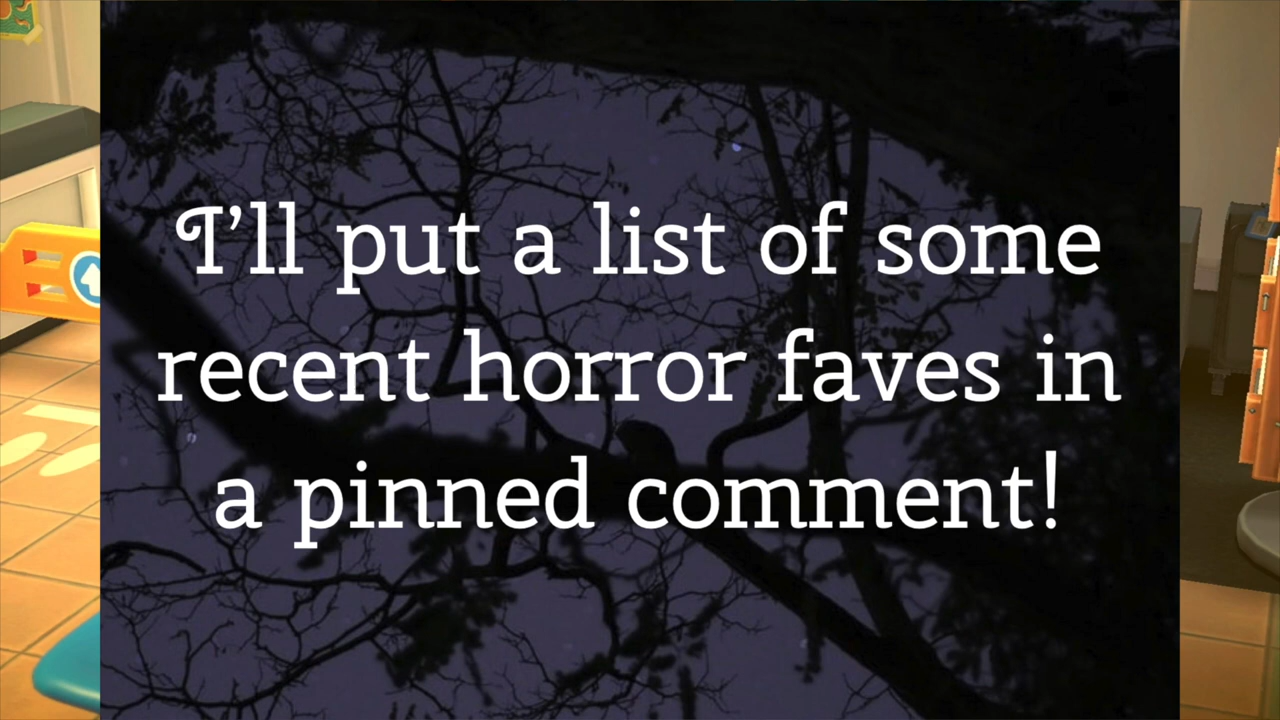 I'll put a list of some
recent horror faves in
a pinned comment!